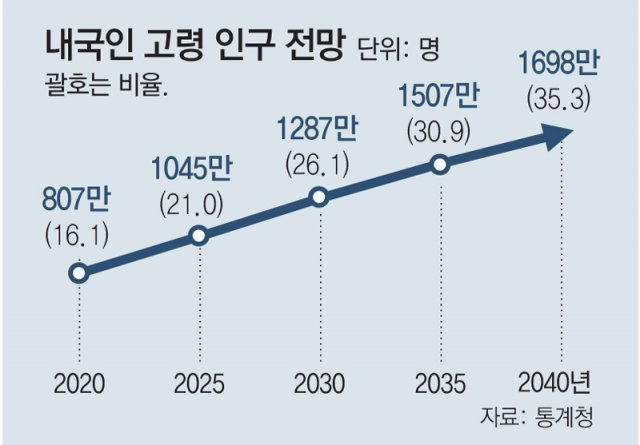 내국인 고령 인구 전망 단위: 명
괄호는 비율.
807만
(16.1)
1045만
(21.0)
1287만
(26.1)
1507만
(30.9)
1698만
(35.3)
2020 2025 2030 2035 2040년
자료: 통계청